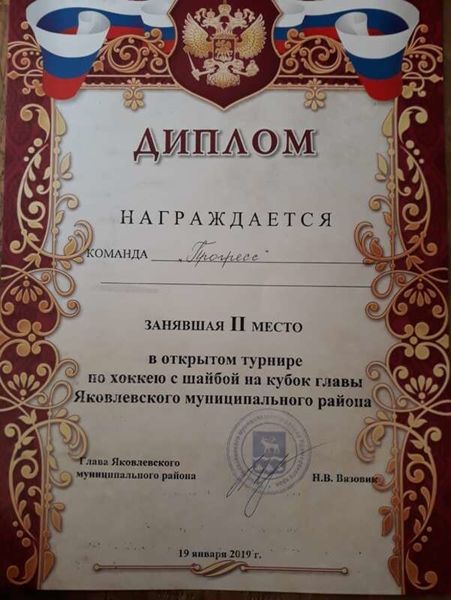 ДИПЛОМ
НАГРАЖДАЕТСЯ
КОМАНДА „Прогресс"
ЗАНЯВШАЯ II МЕСТО
в открытом турнире
по хоккею с шайбой на кубок главы
Яковлевского муниципального района
Глава Яковлевского
муниципального района
Н.В. Вязовик
19 января 2019 г.